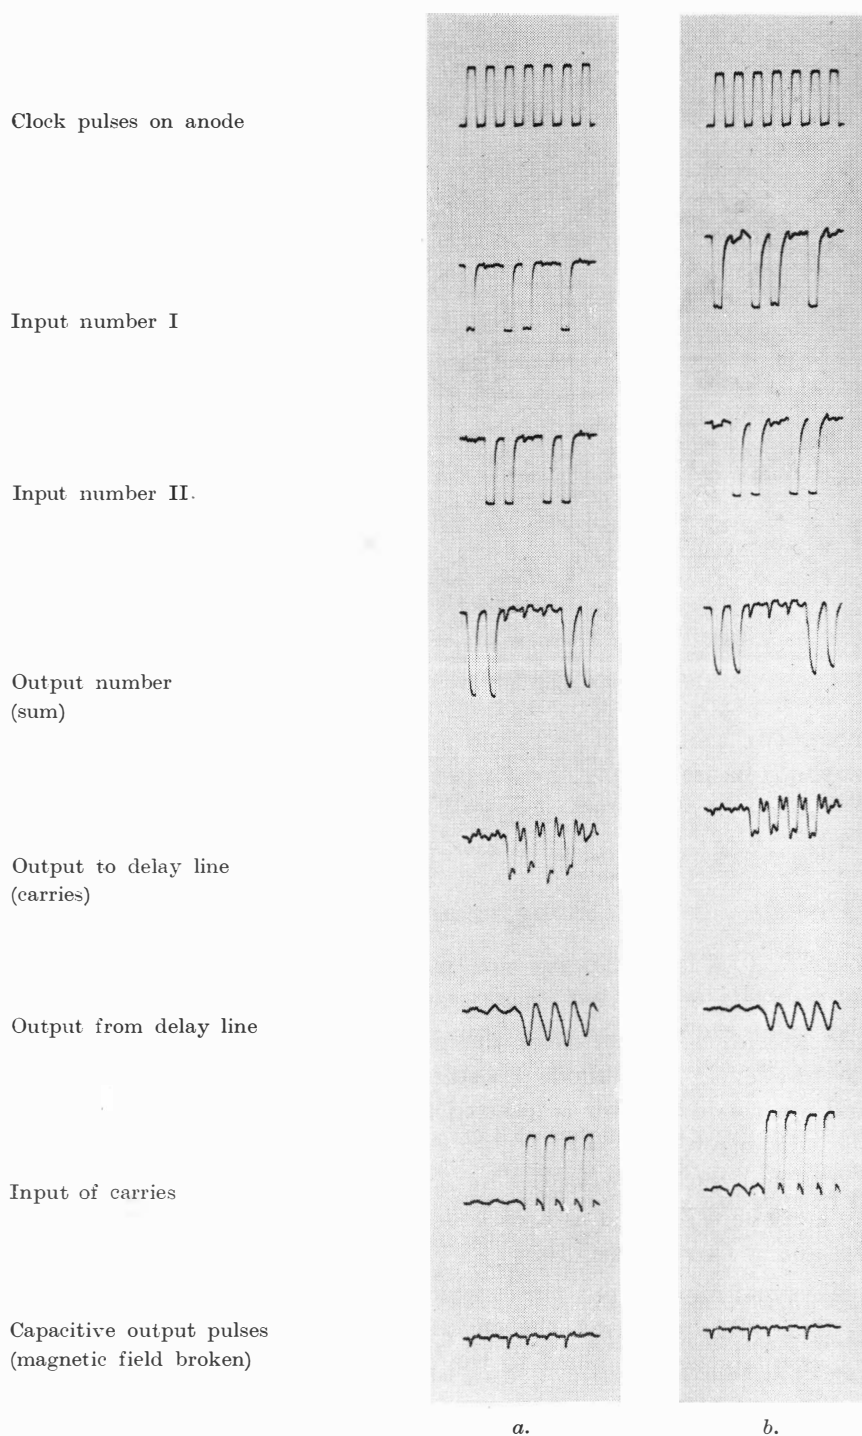 Clock pulses on anode
Input number I
Input number II.
Output number
(sum)
Output to delay line
(carries)
Output from delay line
Input of carries
Capacitive output pulses
(magnetic field broken)
a. b.